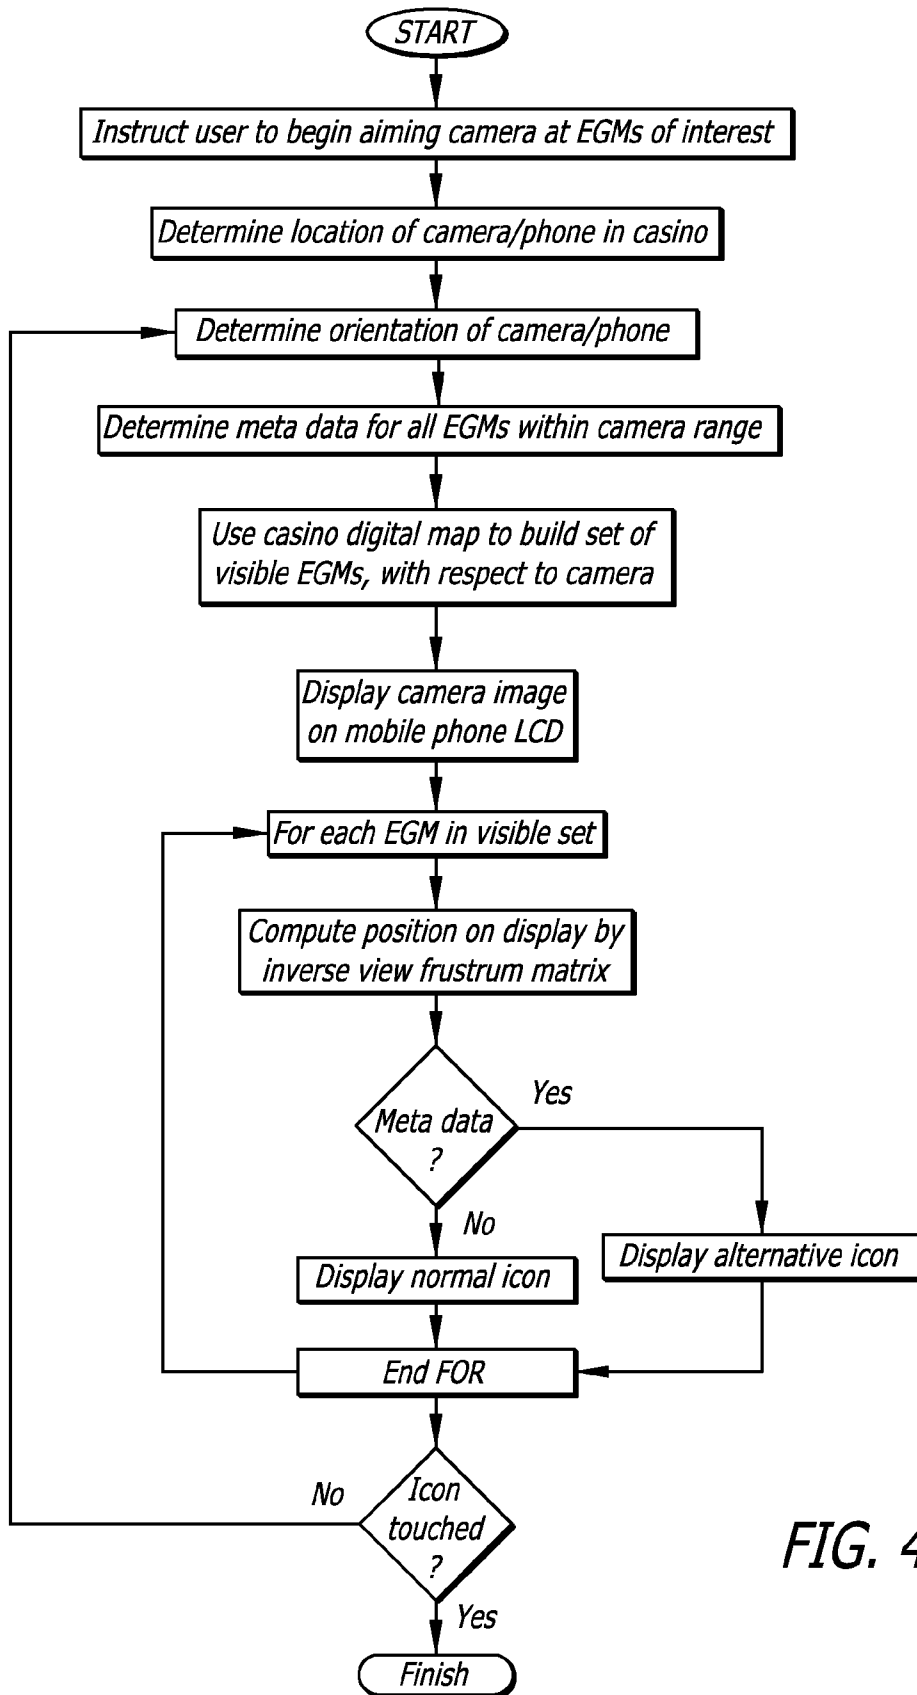 START
Instruct user to begin aiming camera at EGMs of interest
Determine location of camera/phone in casino
Determine orientation of camera/phone
Determine meta data for all EGMs within camera range
Use casino digital map to build set of
visible EGMs, with respect to camera
Display camera image
on mobile phone LCD
For each EGM in visible set
Compute position on display by
inverse view frustrum matrix
Meta data
?
Yes
No
Display normal icon
Display alternative icon
End FOR
Icon
touched
?
No
Yes
Finish
FIG. 4